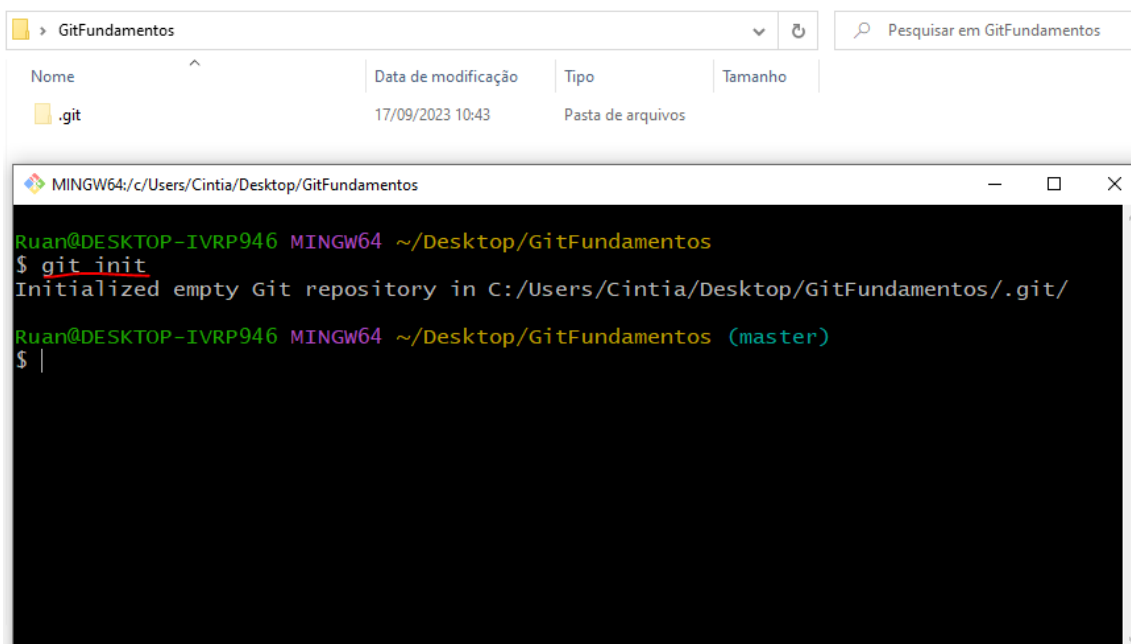 GitFundamentos
Pesquisar em GitFundamentos
Nome Data de modificação Tipo Tamanho
.git 17/09/2023 10:43 Pasta de arquivos
MINGW64:/c/Users/Cintia/Desktop/GitFundamentos
Ruan@DESKTOP-IVRP946 MINGW64 ~/Desktop/GitFundamentos
$ git init
Initialized empty Git repository in C:/Users/Cintia/Desktop/GitFundamentos/.git/
Ruan@DESKTOP-IVRP946 MINGW64 ~/Desktop/GitFundamentos (master)
$